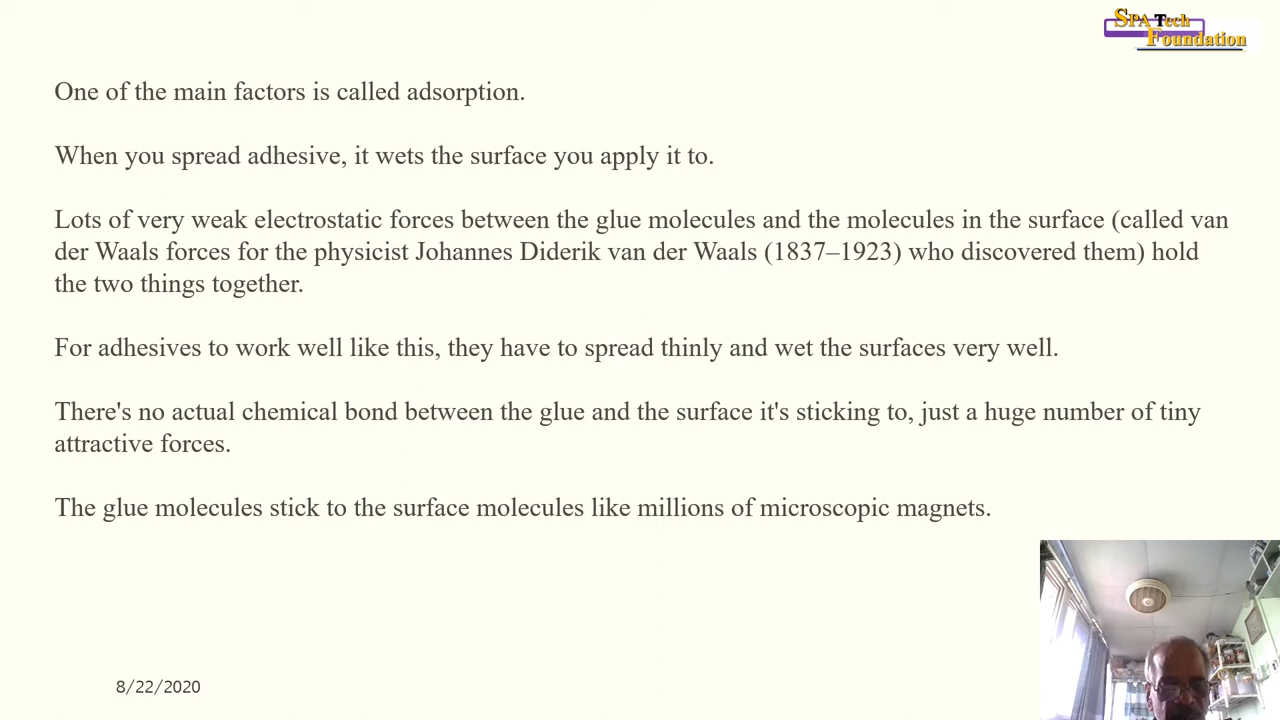 SPA Tech
Foundation
One of the main factors is called adsorption.
When you spread adhesive, it wets the surface you apply it to.
Lots of very weak electrostatic forces between the glue molecules and the molecules in the surface (called van
der Waals forces for the physicist Johannes Diderik van der Waals (1837–1923) who discovered them) hold
the two things together.
For adhesives to work well like this, they have to spread thinly and wet the surfaces very well.
There's no actual chemical bond between the glue and the surface it's sticking to, just a huge number of tiny
attractive forces.
The glue molecules stick to the surface molecules like millions of microscopic magnets.
8/22/2020